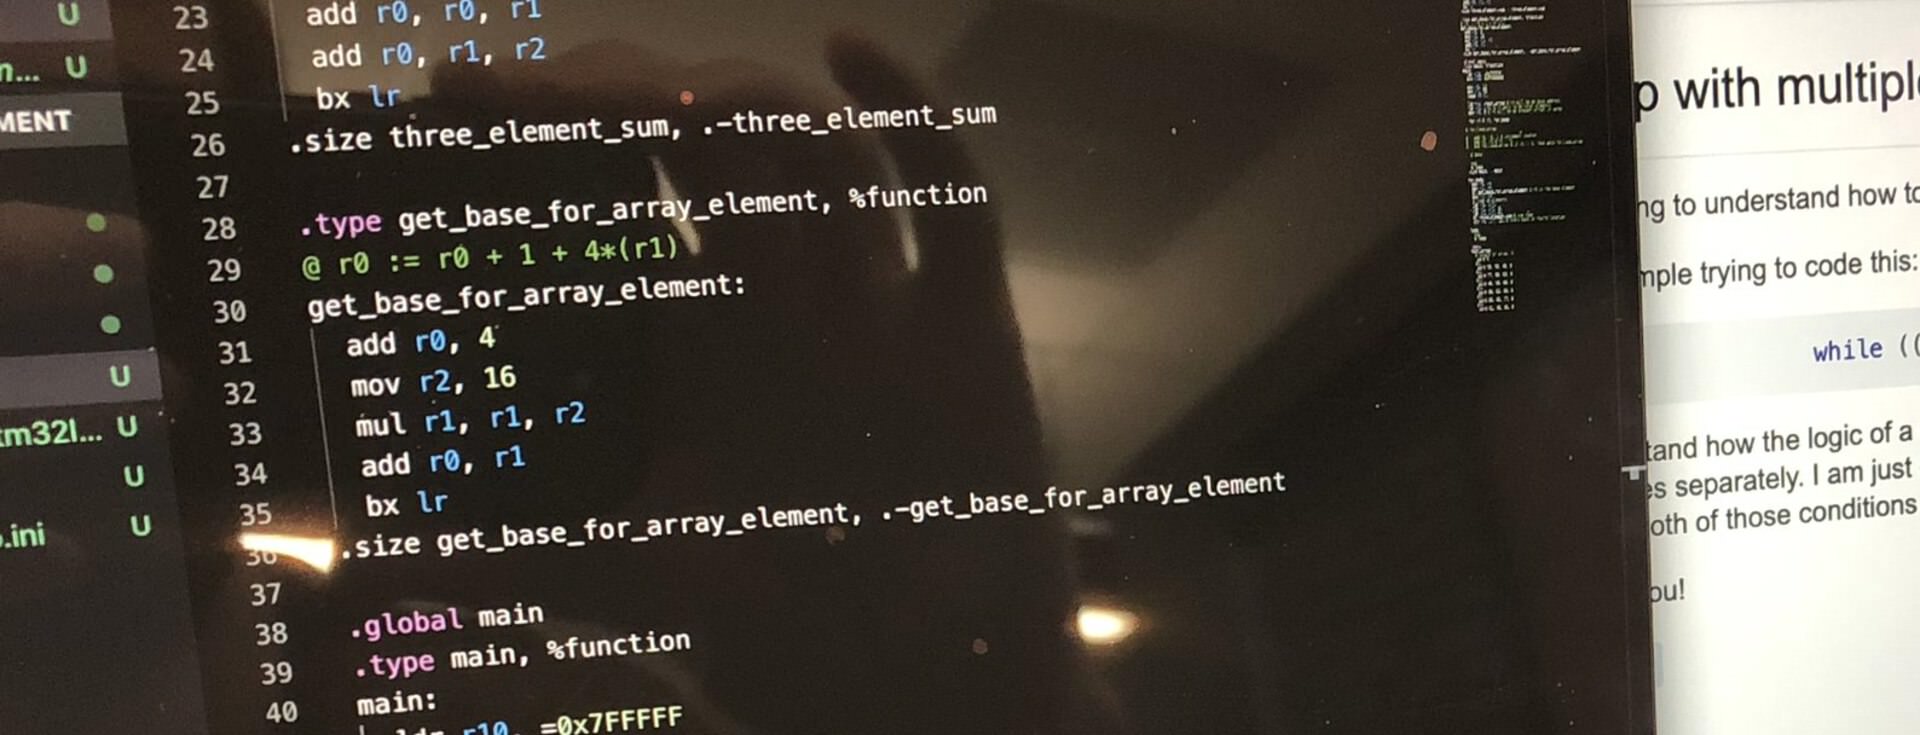 U
U
MENT
U
U
U
.ini U
23 add r0, r0, r1
24 add r0, r1, r2
25 bx lr
26 .size three_element_sum, .-three_element_sum
27
28 .type get_base_for_array_element, %function
29 @ r0 := r0 + 1 + 4*(r1)
30 get_base_for_array_element:
31 add r0, 4
32 mov r2, 16
33 mul r1, r1, r2
34 add r0, r1
35 bx lr
36 .size get_base_for_array_element, .-get_base_for_array_element
37
38 .global main
39 .type main, %function
40 main:
r10, =0x7FFFFF
p with multipl
ng to understand how to
mple trying to code this:
while ((
tand how the logic of a
es separately. I am just
oth of those conditions
ou!